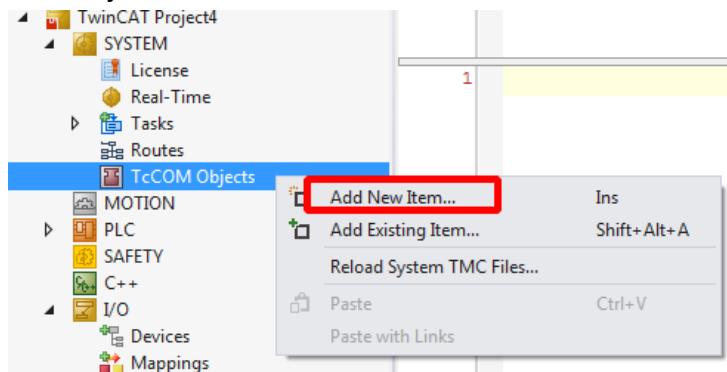 TwinCAT Project4
SYSTEM
License
Real-Time
Tasks
Routes
TcCOM Objects
MOTION
PLC
SAFETY
C++
I/O
Devices
Mappings
1
Add New Item... Ins
Add Existing Item... Shift+Alt+A
Reload System TMC Files...
Paste Ctrl+V
Paste with Links